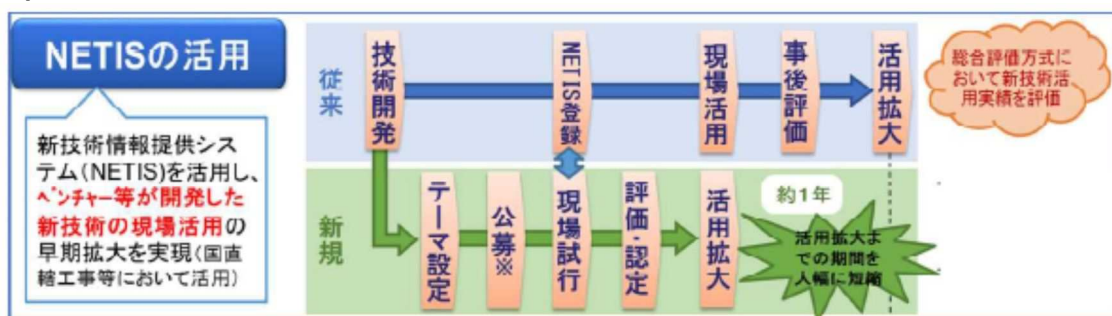 NETISの活用
新技術情報提供シス
テム(NETIS)を活用し、
ベンチャー等が開発した
新技術の現場活用の
早期拡大を実現(国直
轄工事等において活用)
従来
技術開発
NETIS登録
現場活用
事後評価
活用拡大
総合評価方式に
おいて新技術活
用実績を評価
新規
テーマ設定
公募※
現場試行
評価・認定
活用拡大
約1年
活用拡大ま
での期間を
大幅に短縮